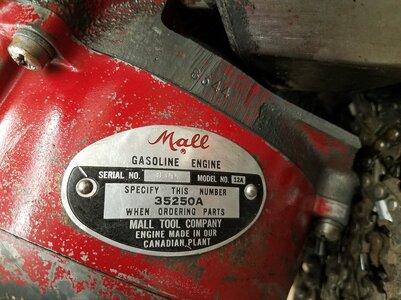 6644
Mall
®
GASOLINE ENGINE
SERIAL NO. MODEL NO. 12A
SPECIFY THIS NUMBER
35250A
WHEN ORDERING PARTS
MALL TOOL COMPANY
ENGINE MADE IN OUR
CANADIAN PLANT